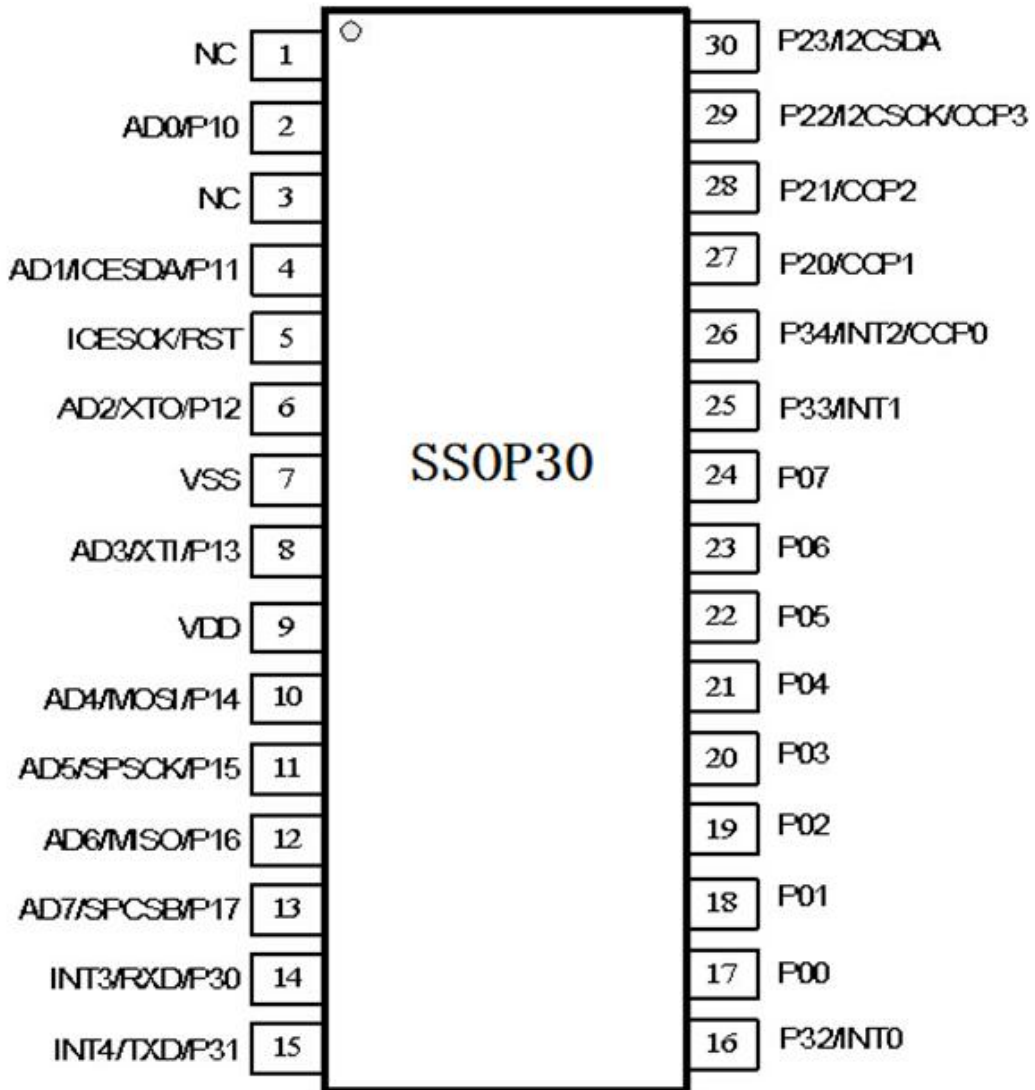 NC 1
AD0/P10 2
NC 3
AD1/ICESDA/P11 4
ICESCK/RST 5
AD2/XTO/P12 6
VSS 7
AD3/XTI/P13 8
VDD 9
AD4/MOSI/P14 10
AD5/SPSCK/P15 11
AD6/MISO/P16 12
AD7/SPCSB/P17 13
INT3/RXD/P30 14
INT4/TXD/P31 15
SSOP30
30 P23/I2CSDA
29 P22/I2CSCK/CCP3
28 P21/CCP2
27 P20/CCP1
26 P34/INT2/CCP0
25 P33/INT1
24 P07
23 P06
22 P05
21 P04
20 P03
19 P02
18 P01
17 P00
16 P32/INT0